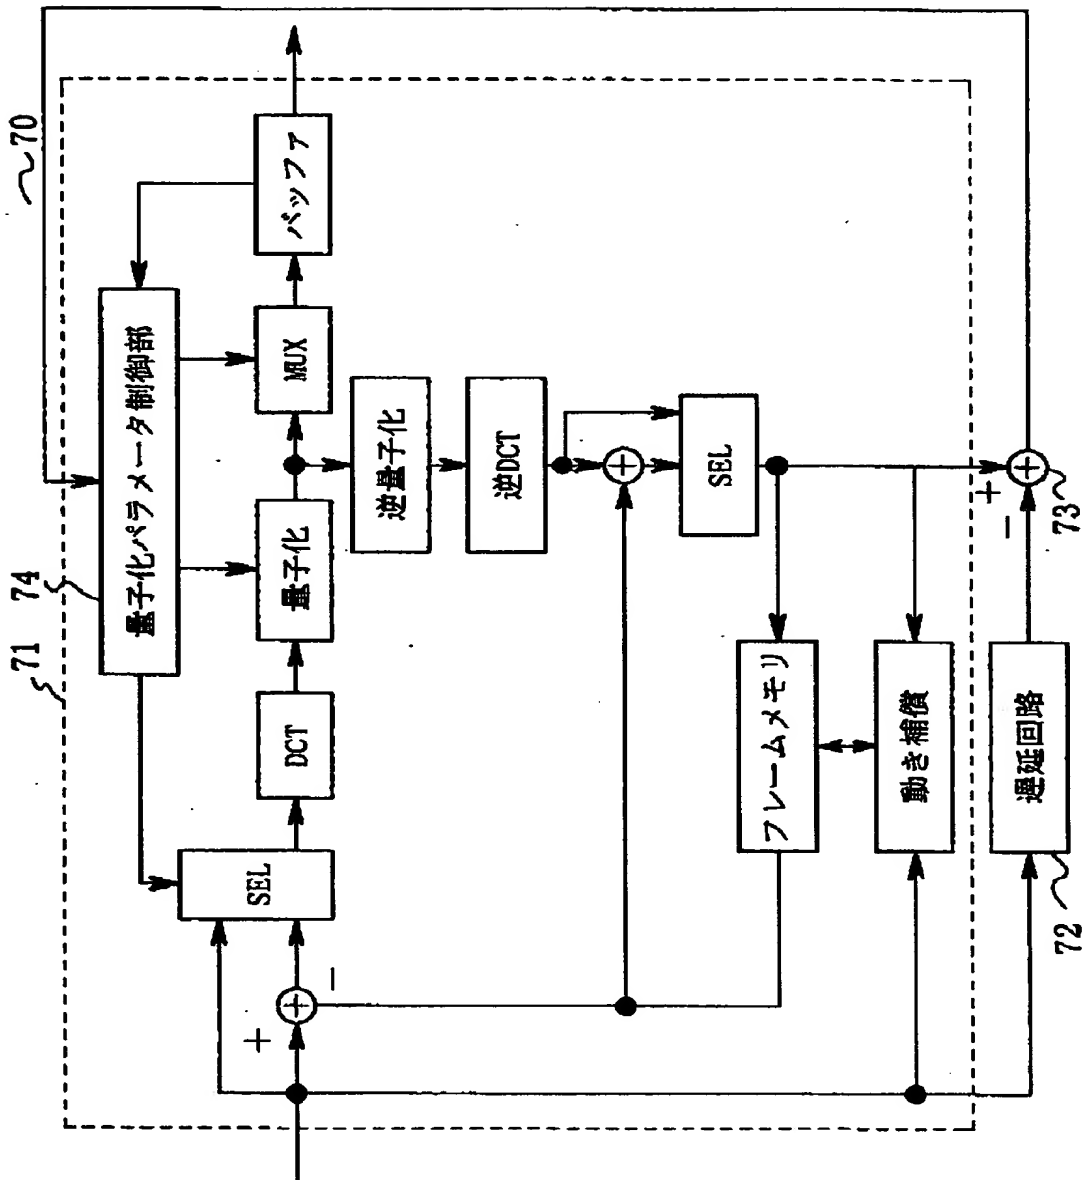 70
71
74
量子化パラメータ制御部
SEL
DCT
量子化
MUX
バッファ
逆量子化
逆DCT
SEL
フレームメモリ
動き補償
遅延回路
72
73
+
−
+
−
+
+
+